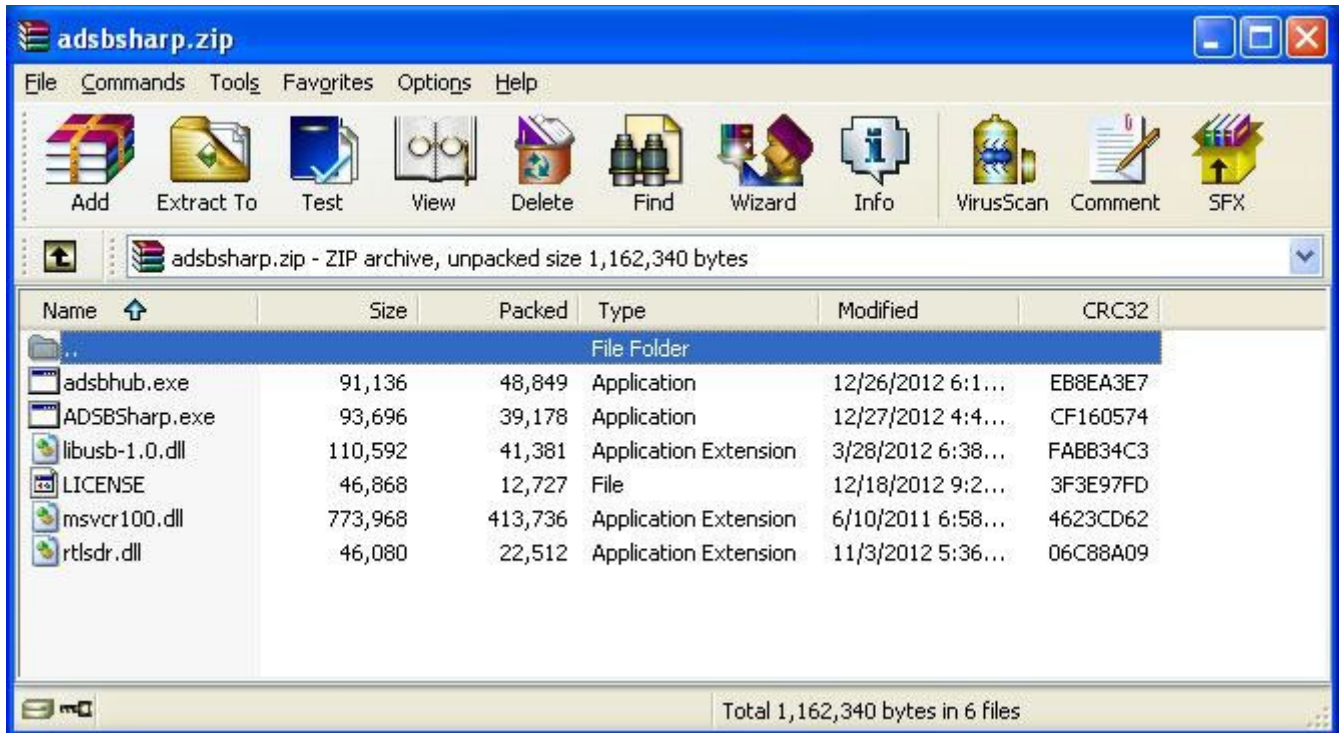 adsbsharp.zip
File Commands Tools Favorites Options Help
Add Extract To Test View Delete Find Wizard Info VirusScan Comment SFX
adsbsharp.zip - ZIP archive, unpacked size 1,162,340 bytes
Name Size Packed Type Modified CRC32
.. File Folder
adsbhub.exe 91,136 48,849 Application 12/26/2012 6:1... EB8EA3E7
ADSBSharp.exe 93,696 39,178 Application 12/27/2012 4:4... CF160574
libusb-1.0.dll 110,592 41,381 Application Extension 3/28/2012 6:38... FABB34C3
LICENSE 46,868 12,727 File 12/18/2012 9:2... 3F3E97FD
msvcr100.dll 773,968 413,736 Application Extension 6/10/2011 6:58... 4623CD62
rtlsdr.dll 46,080 22,512 Application Extension 11/3/2012 5:36... 06C88A09
Total 1,162,340 bytes in 6 files